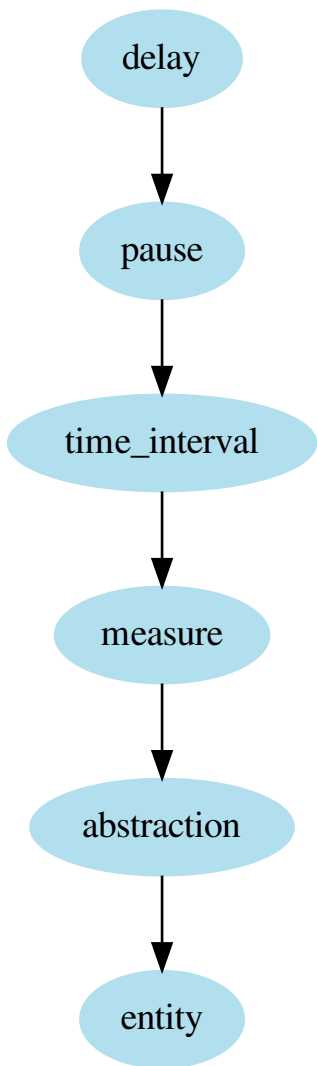 delay
pause
time_interval
measure
abstraction
entity